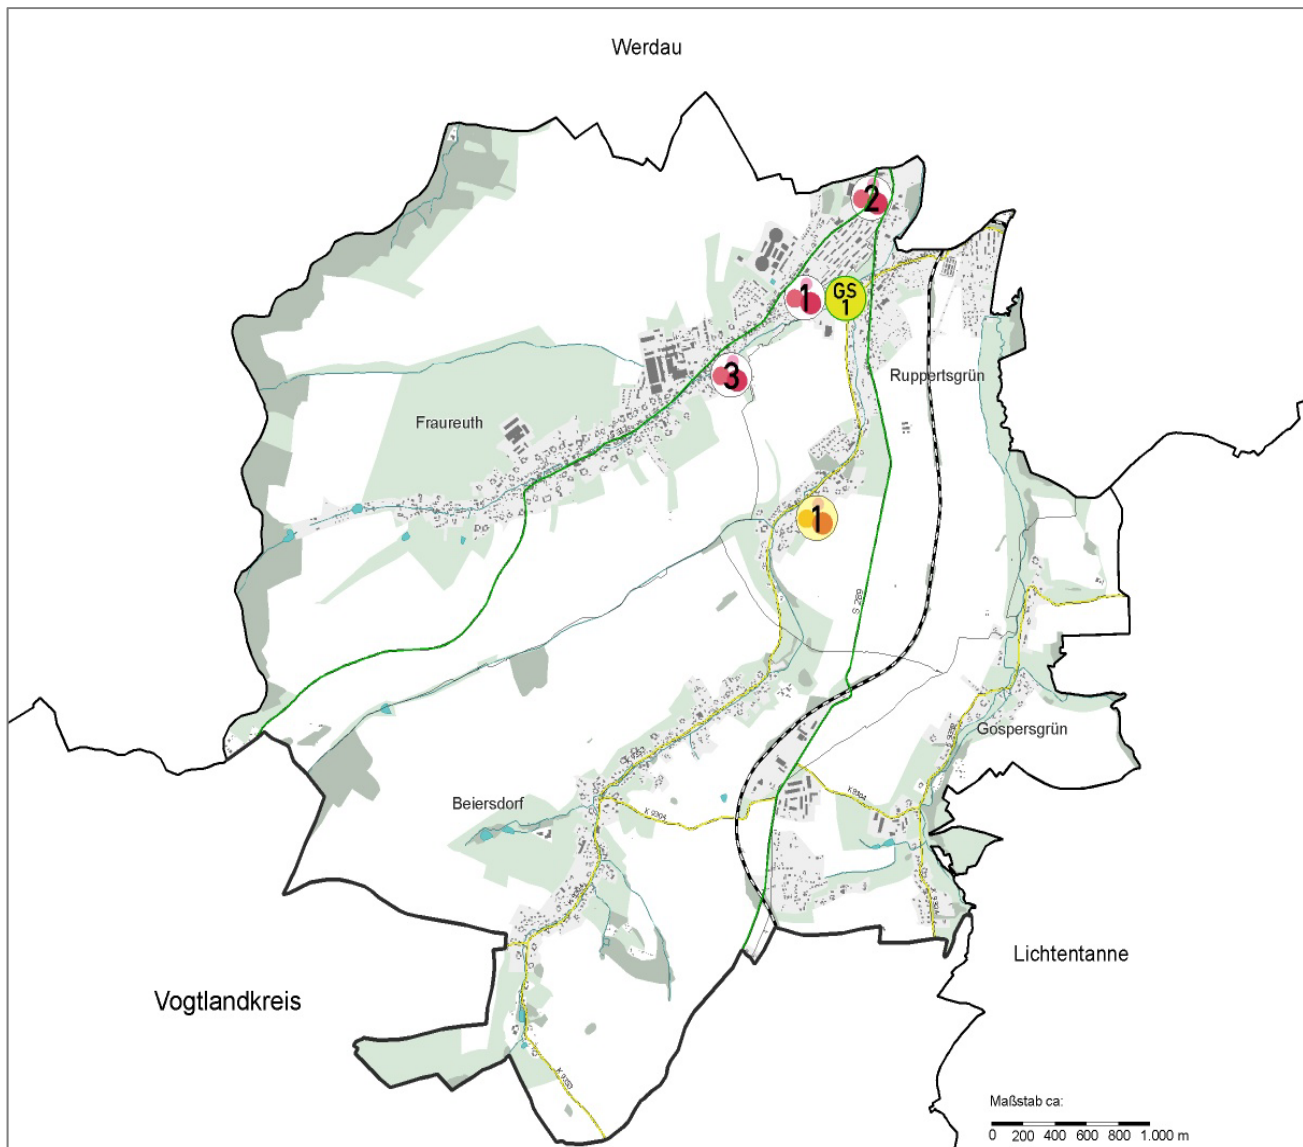 Werdau
2
1
GS
1
3
Ruppertsgrün
Fraureuth
1
S 289
Gospersgrün
K 9304
Beiersdorf
K 9304
Lichtentanne
Vogtlandkreis
K 9350
Maßstab ca:
0 200 400 600 800 1.000 m